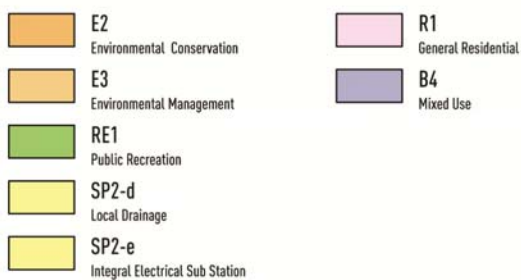 E2
Environmental Conservation
E3
Environmental Management
RE1
Public Recreation
SP2-d
Local Drainage
SP2-e
Integral Electrical Sub Station
R1
General Residential
B4
Mixed Use